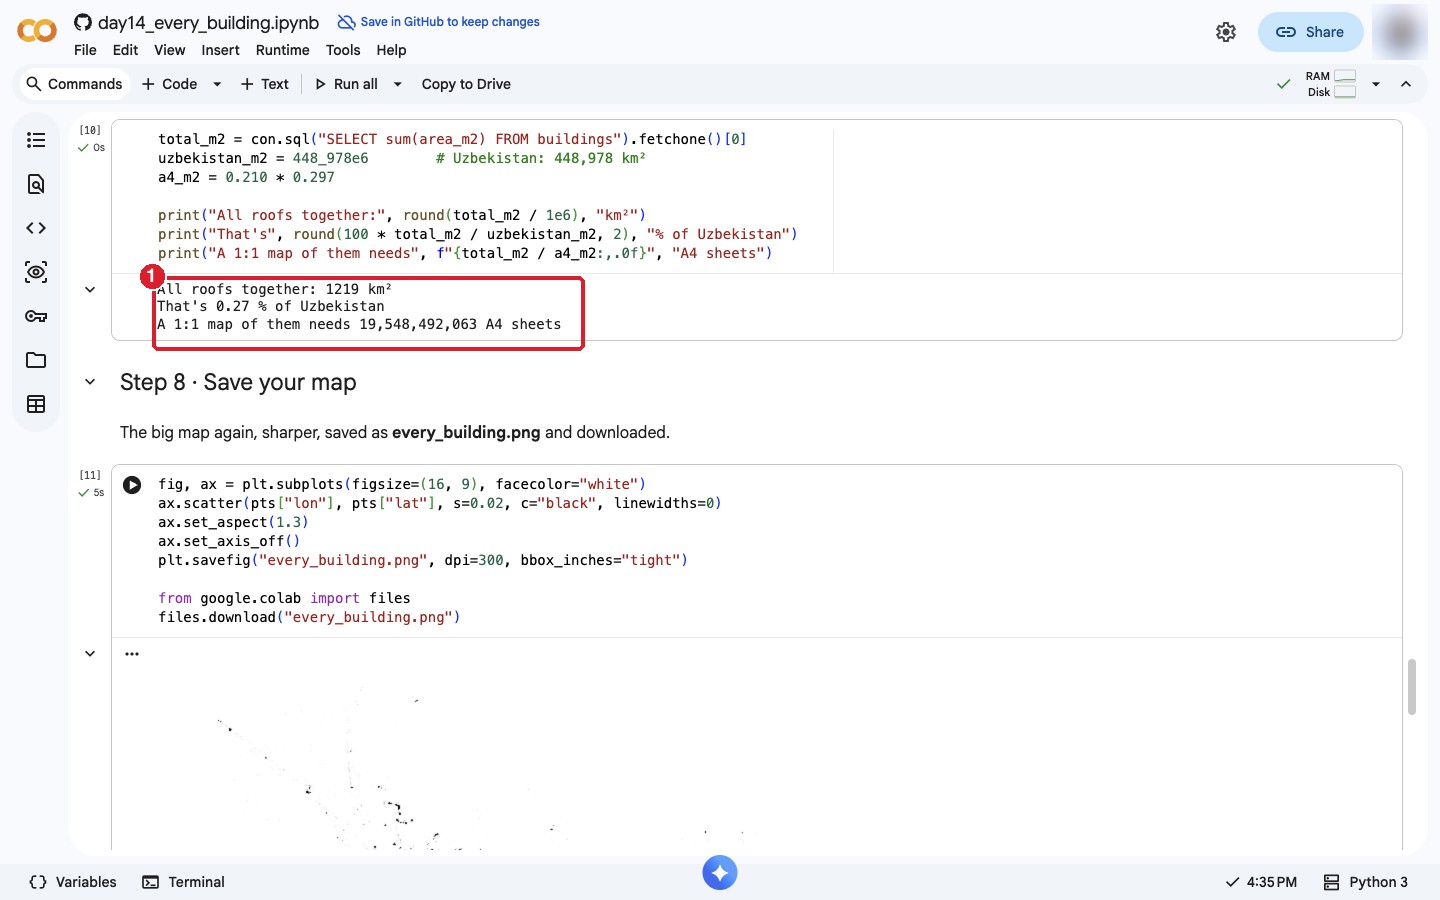 day14_every_building.ipynb
Save in GitHub to keep changes
File Edit View Insert Runtime Tools Help
Share
Commands + Code + Text Run all Copy to Drive
RAM
Disk
[10]
0s
total_m2 = con.sql("SELECT sum(area_m2) FROM buildings").fetchone()[0]
uzbekistan_m2 = 448_978e6        # Uzbekistan: 448,978 km²
a4_m2 = 0.210 * 0.297
print("All roofs together:", round(total_m2 / 1e6), "km²")
print("That's", round(100 * total_m2 / uzbekistan_m2, 2), "% of Uzbekistan")
print("A 1:1 map of them needs", f"{total_m2 / a4_m2:,.0f}", "A4 sheets")
1
All roofs together: 1219 km²
That's 0.27 % of Uzbekistan
A 1:1 map of them needs 19,548,492,063 A4 sheets
Step 8 · Save your map
The big map again, sharper, saved as every_building.png and downloaded.
[11]
5s
fig, ax = plt.subplots(figsize=(16, 9), facecolor="white")
ax.scatter(pts["lon"], pts["lat"], s=0.02, c="black", linewidths=0)
ax.set_aspect(1.3)
ax.set_axis_off()
plt.savefig("every_building.png", dpi=300, bbox_inches="tight")
from google.colab import files
files.download("every_building.png")
Variables Terminal
4:35 PM Python 3